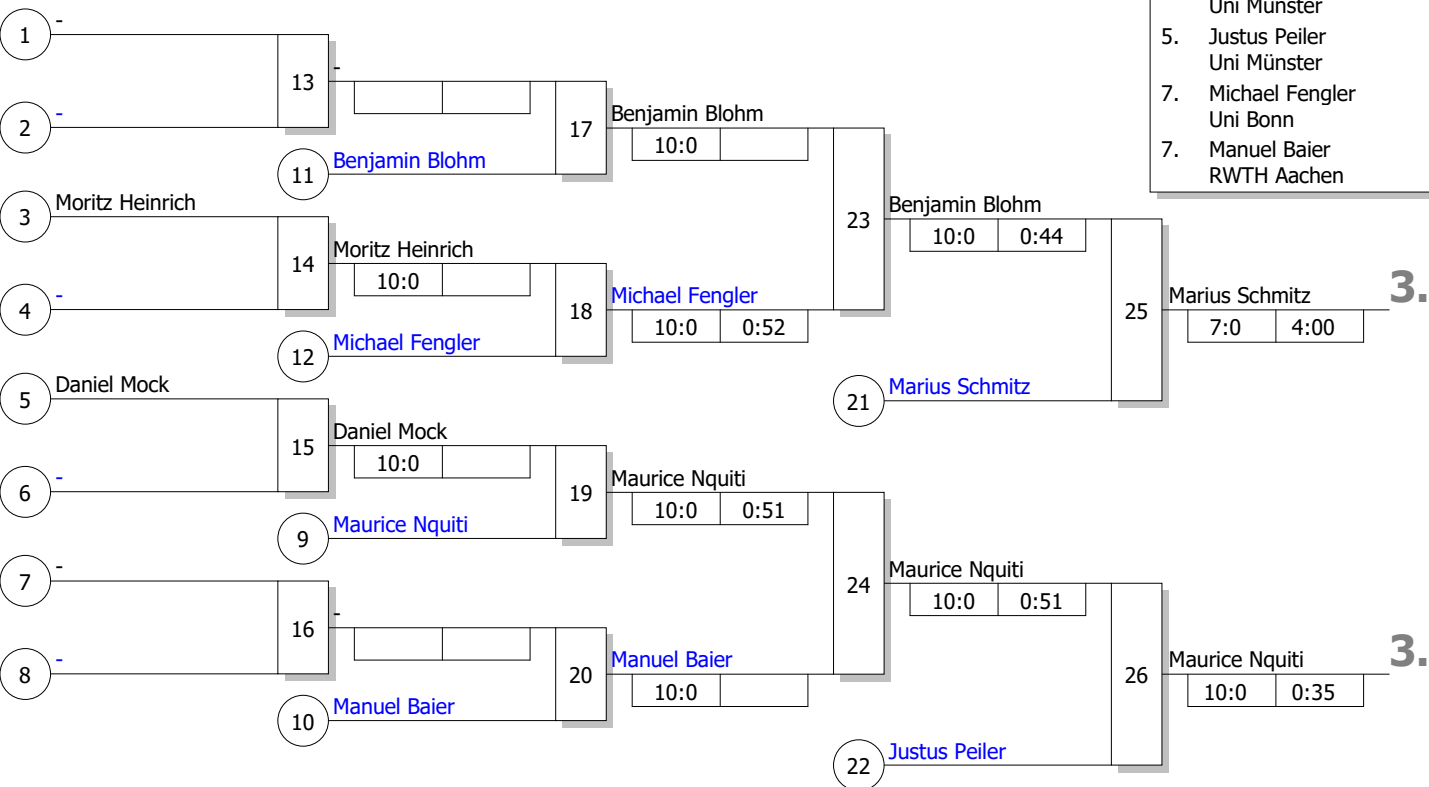 Uni Münster
5. Justus Peiler
Uni Münster
7. Michael Fengler
Uni Bonn
7. Manuel Baier
RWTH Aachen
1 -
13 -
2 -
17 Benjamin Blohm
10:0
11 Benjamin Blohm
3 Moritz Heinrich
23 Benjamin Blohm
10:0 0:44
14 Moritz Heinrich
10:0
4 -
18 Michael Fengler
10:0 0:52
25 Marius Schmitz 3.
7:0 4:00
12 Michael Fengler
5 Daniel Mock
21 Marius Schmitz
15 Daniel Mock
10:0
6 -
19 Maurice Nquiti
10:0 0:51
9 Maurice Nquiti
7 -
24 Maurice Nquiti
10:0 0:51
16 -
8 -
20 Manuel Baier
10:0
26 Maurice Nquiti 3.
10:0 0:35
10 Manuel Baier
22 Justus Peiler